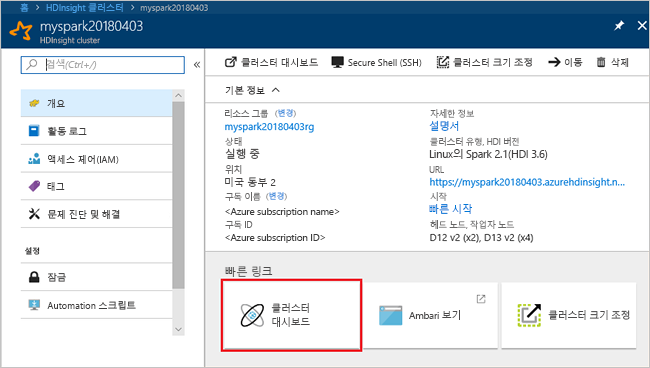 홈 › HDInsight 클러스터 › myspark20180403
myspark20180403
HDInsight cluster
검색(Ctrl+/)
개요
활동 로그
액세스 제어(IAM)
태그
문제 진단 및 해결
설정
잠금
Automation 스크립트
클러스터 대시보드 Secure Shell (SSH) 클러스터 크기 조정 이동 삭제
기본 정보
리소스 그룹 (변경)
myspark20180403rg
상태
실행 중
위치
미국 동부 2
구독 이름 (변경)
<Azure subscription name>
구독 ID
<Azure subscription ID>
자세한 정보
설명서
클러스터 유형, HDI 버전
Linux의 Spark 2.1(HDI 3.6)
URL
https://myspark20180403.azurehdinsight.n...
시작
빠른 시작
헤드 노드, 작업자 노드
D12 v2 (x2), D13 v2 (x4)
빠른 링크
클러스터
대시보드
Ambari 보기
클러스터 크기 조정